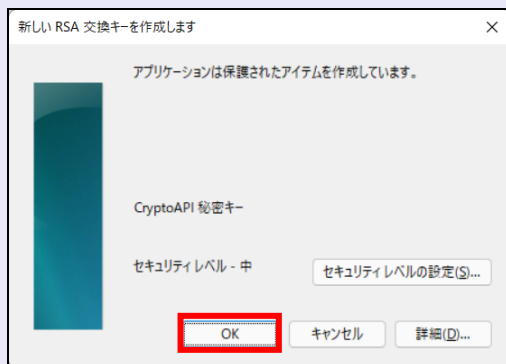 新しい RSA 交換キーを作成します
アプリケーションは保護されたアイテムを作成しています。
CryptoAPI 秘密キー
セキュリティ レベル - 中
セキュリティ レベルの設定(S)...
OK
キャンセル
詳細(D)...